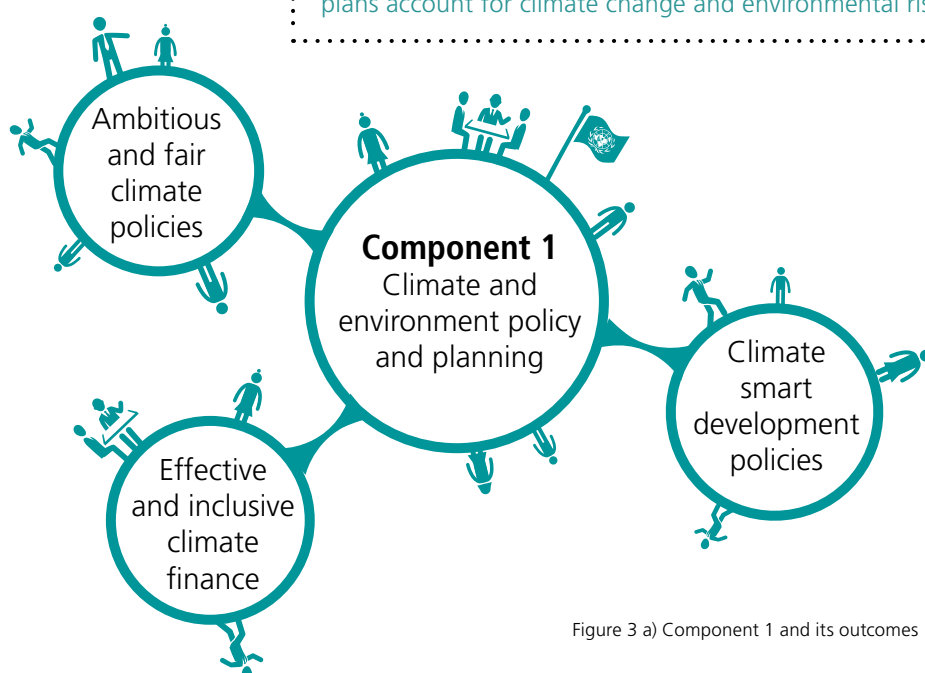 plans account for climate change and environmental
Ambitious
and fair
climate
policies
Component 1
Climate and
environment policy
and planning
Climate
smart
development
policies
Effective
and inclusive
climate
finance
Figure 3 a) Component 1 and its outcomes